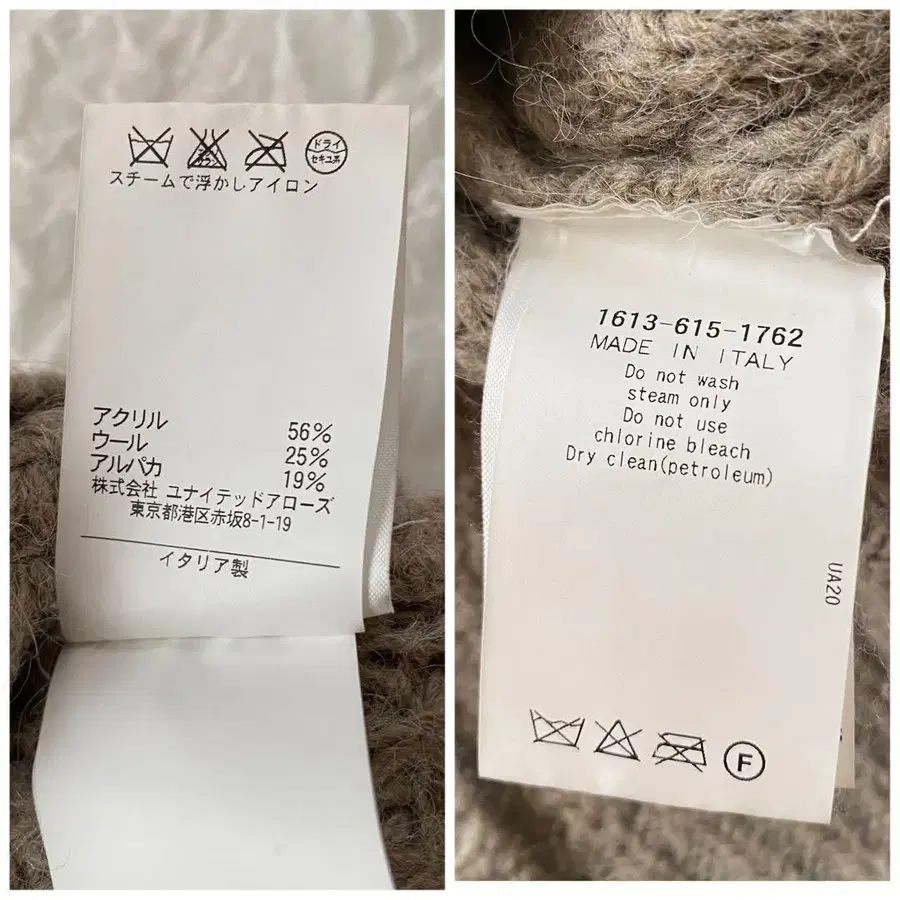 ドライ
セキユ系
スチームで浮かしアイロン
アクリル 56%
ウール 25%
アルパカ 19%
株式会社 ユナイテッドアローズ
東京都港区赤坂8-1-19
イタリア製
1613-615-1762
MADE IN ITALY
Do not wash
steam only
Do not use
chlorine bleach
Dry clean(petroleum)
UA20
F